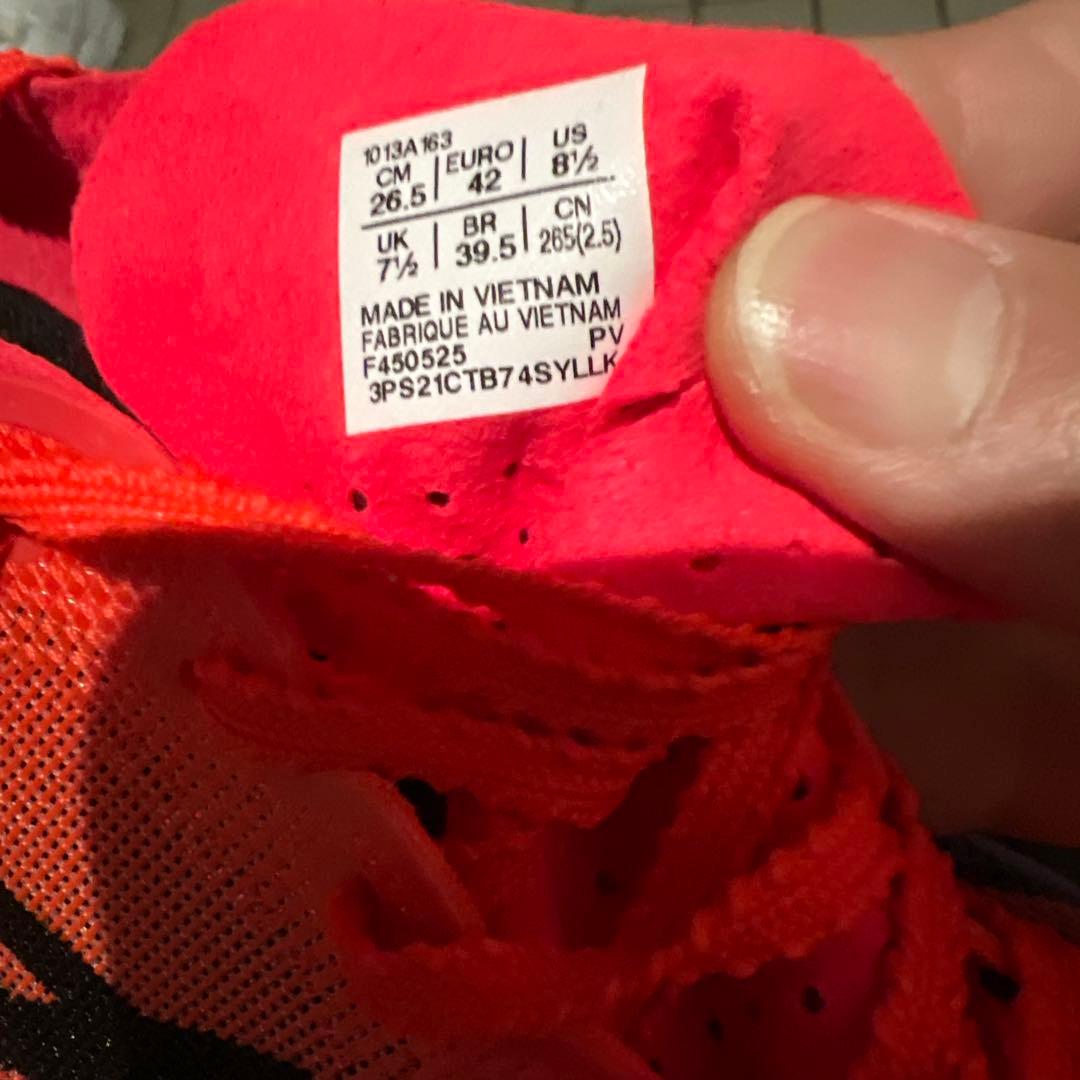 1013A163
CM EURO US
26.5 42 8½
UK BR CN
7½ 39.5 265(2.5)
MADE IN VIETNAM
FABRIQUE AU VIETNAM
F450525 PV
3PS21CTB74SYLLK